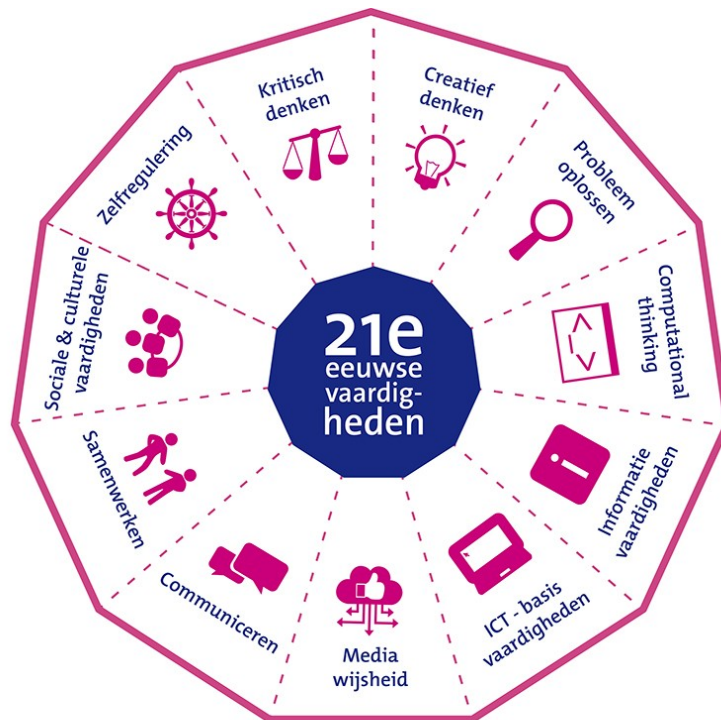 21e
eeuwse
vaardig-
heden
Kritisch
denken
Creatief
denken
Probleem
oplossen
Computational
thinking
Informatie
vaardigheden
ICT - basis
vaardigheden
Media
wijsheid
Communiceren
Samenwerken
Sociale & culturele
vaardigheden
Zelfregulering